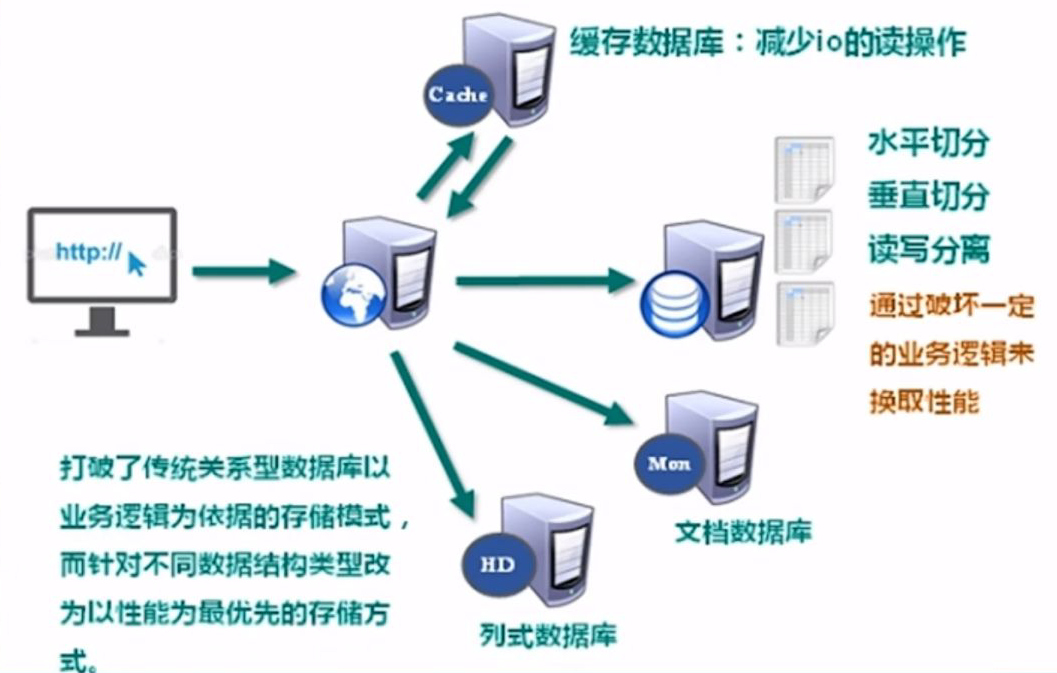 缓存数据库：减少io的读操作
Cache
水平切分
垂直切分
读写分离
通过破坏一定
的业务逻辑来
换取性能
http://
Mon
文档数据库
HD
列式数据库
打破了传统关系型数据库以
业务逻辑为依据的存储模式，
而针对不同数据结构类型改
为以性能为最优先的存储方
式。